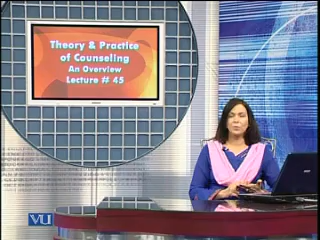 Theory & Practice
of Counseling
An Overview
Lecture # 45
VU